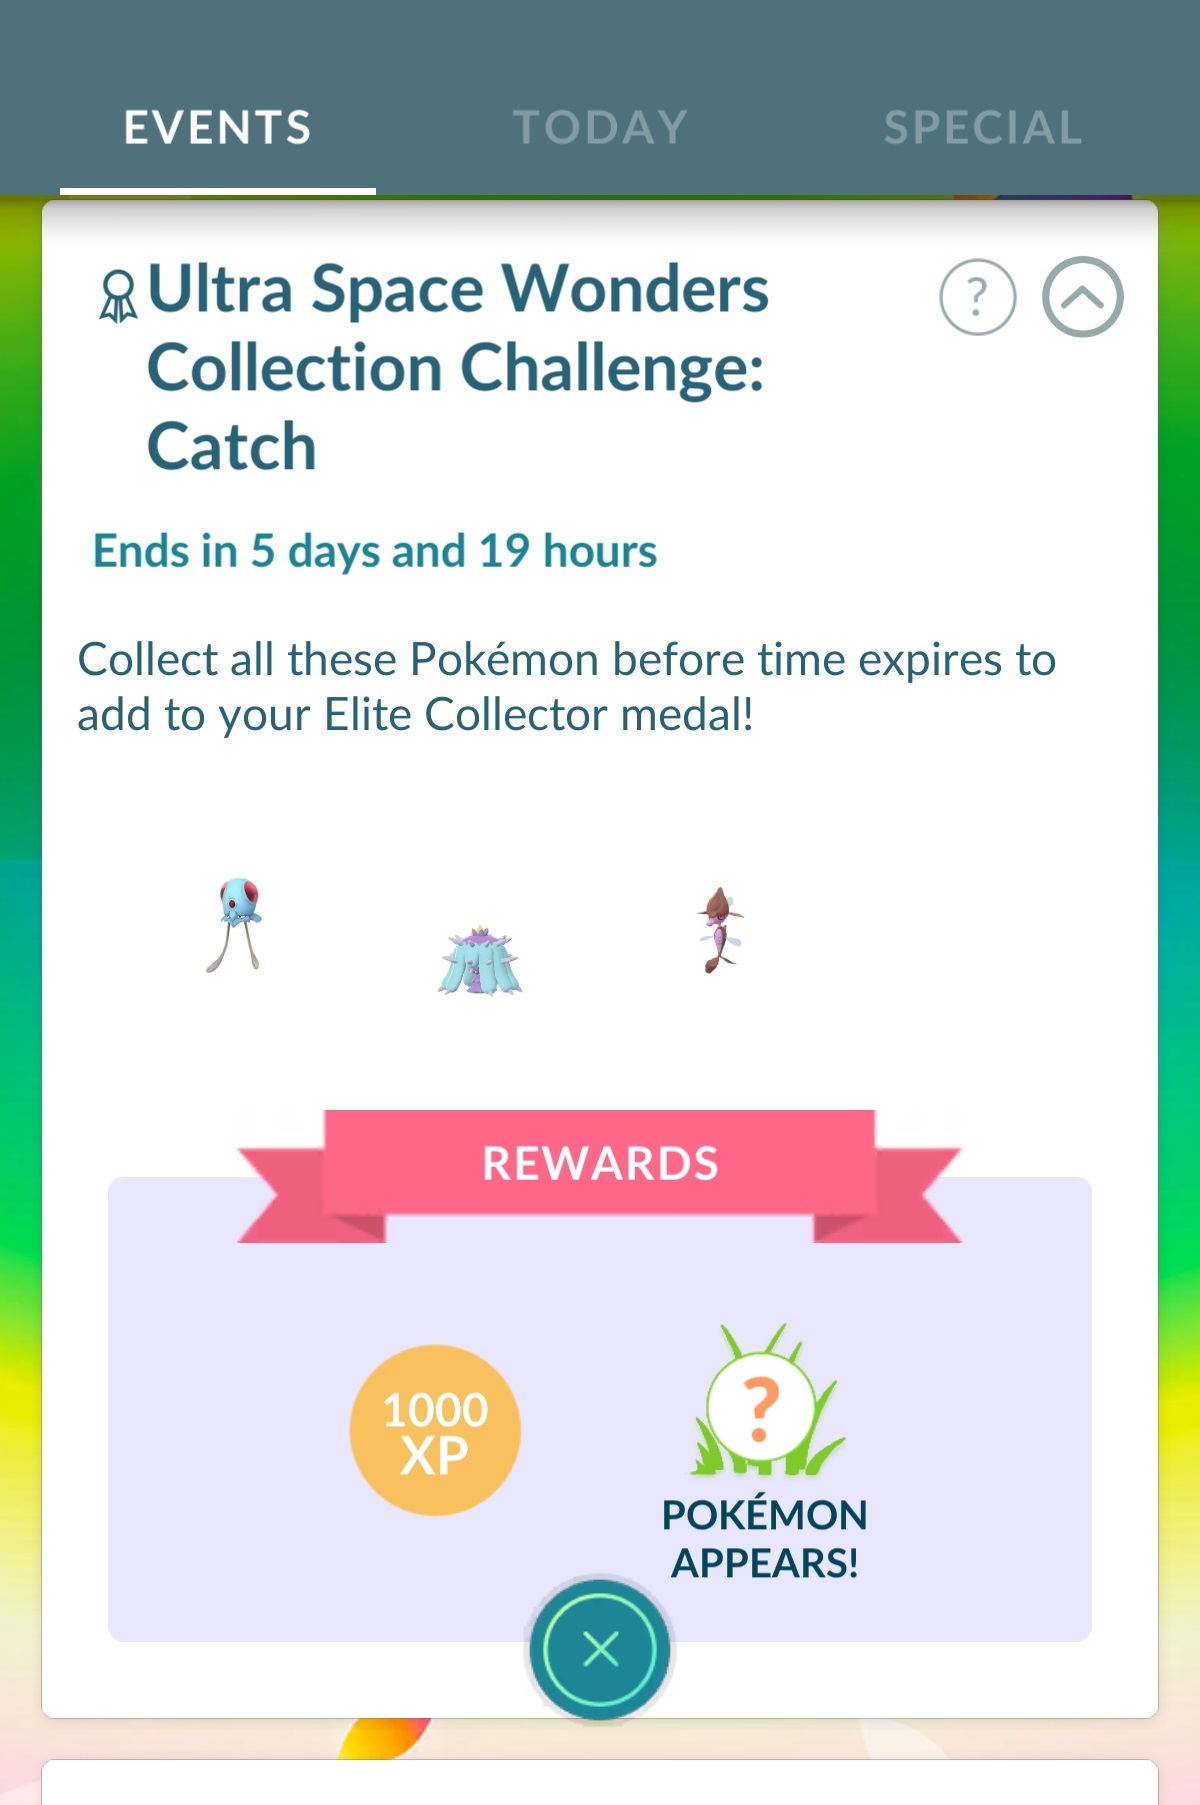 EVENTS TODAY SPECIAL
Ultra Space Wonders
?
Collection Challenge:
Catch
Ends in 5 days and 19 hours
Collect all these Pokémon before time expires to
add to your Elite Collector medal!
REWARDS
1000
XP
?
POKÉMON
APPEARS!